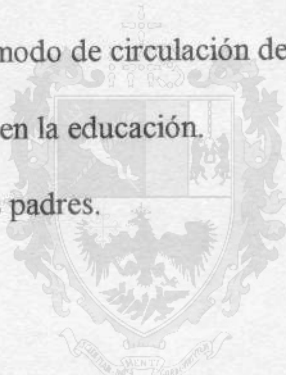 modo de circulación de
en la educación.
padres.